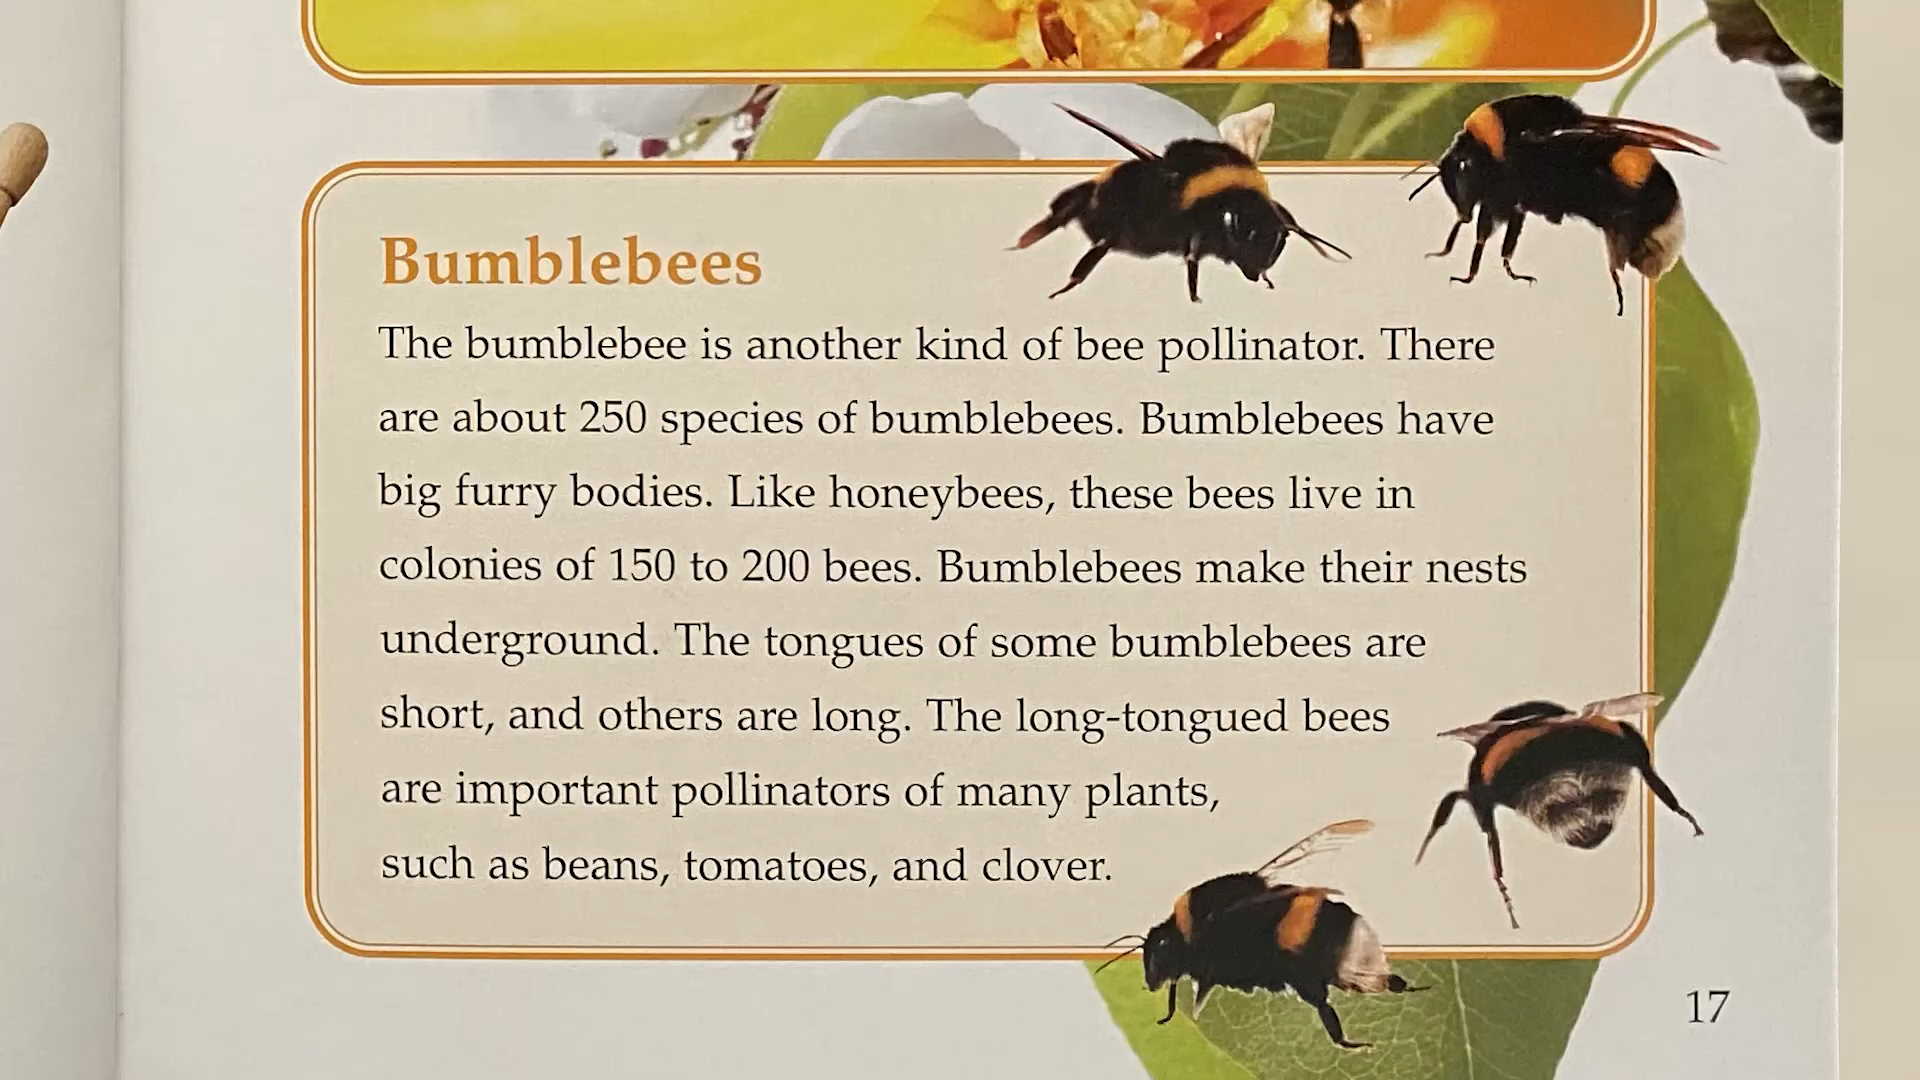 Bumblebees
The bumblebee is another kind of bee pollinator. There
are about 250 species of bumblebees. Bumblebees have
big furry bodies. Like honeybees, these bees live in
colonies of 150 to 200 bees. Bumblebees make their nests
underground. The tongues of some bumblebees are
short, and others are long. The long-tongued bees
are important pollinators of many plants,
such as beans, tomatoes, and clover.
17